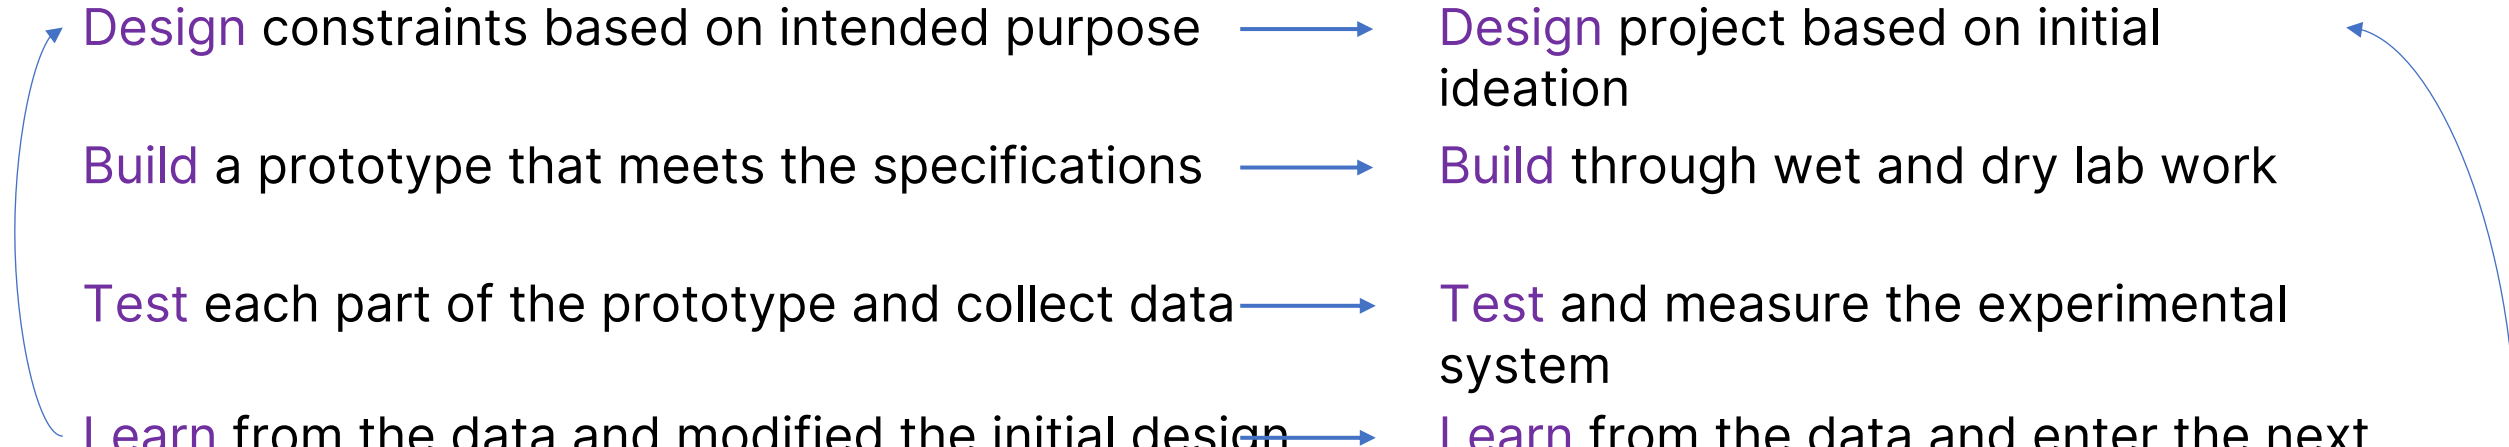 Design constraints based on intended purpose
Design project based on initial
ideation
Build a prototype that meets the specifications
Build through wet and dry lab work
Test each part of the prototype and collect data
Test and measure the experimental
system
Learn from the data and modified the initial design
Learn from the data and enter the next